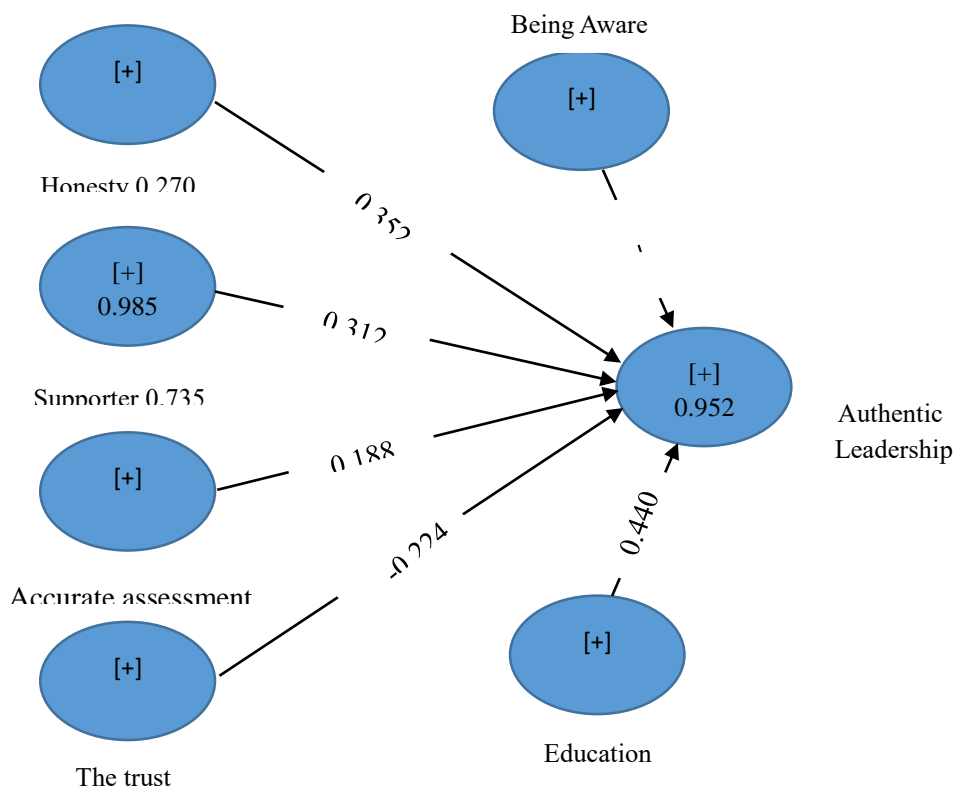 Being Aware
[+]
[+]
Honesty 0.270
0.352
[+]
0.985
0.312
Supporter 0.735
[+]
0.952
Authentic
Leadership
[+]
0.188
0.440
-0.224
Accurate assessment
[+]
[+]
Education
The trust